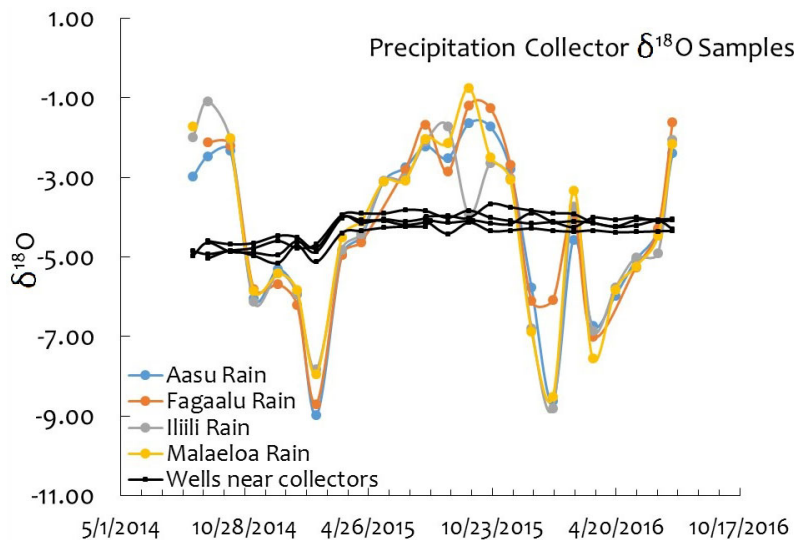 Precipitation Collector δ¹⁸O Samples
1.00
-1.00
-3.00
-5.00
-7.00
-9.00
-11.00
δ¹⁸O
Aasu Rain
Fagaalu Rain
Iliili Rain
Malaeloa Rain
Wells near collectors
5/1/2014 10/28/2014 4/26/2015 10/23/2015 4/20/2016 10/17/2016